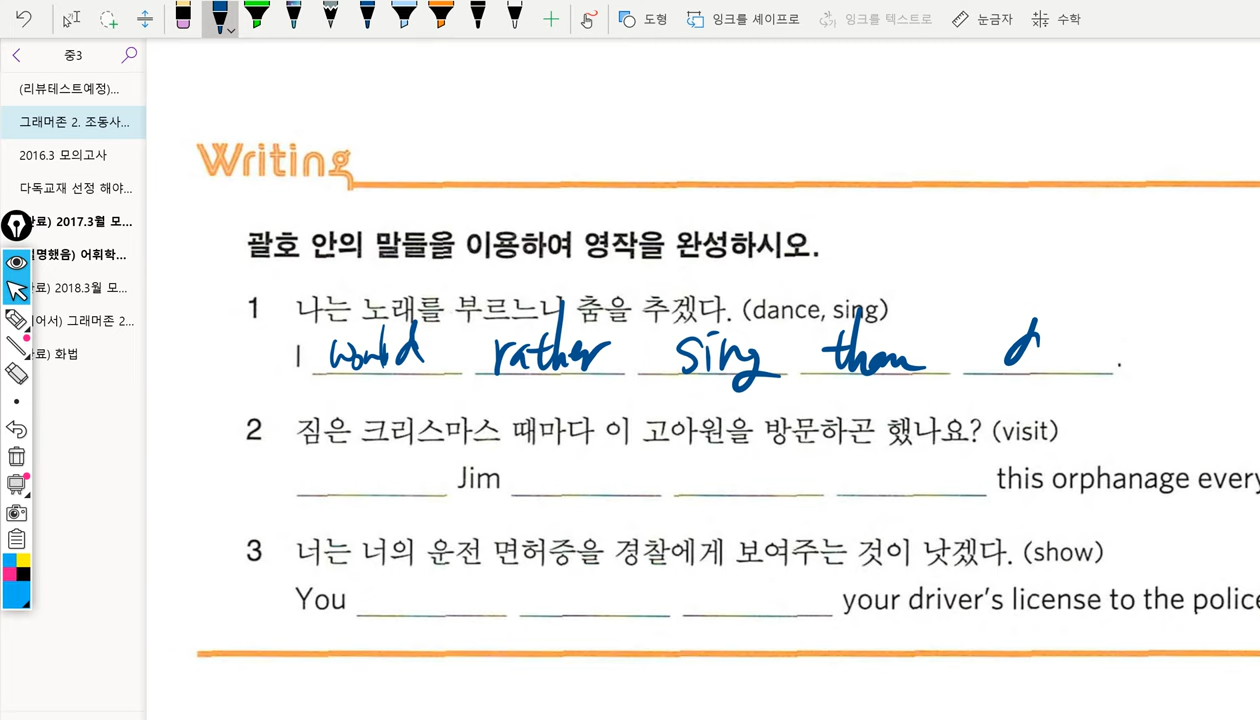 도형
잉크를 셰이프로
잉크를 텍스트로
눈금자
수학
중3
(리뷰테스트예정)...
그래머존 2. 조동사...
2016.3 모의고사
다독교재 선정 해야...
료) 2017.3월 모...
명했음) 어휘학...
료) 2018.3월 모...
어서) 그래머존 2...
료) 화법
Writing
괄호 안의 말들을 이용하여 영작을 완성하시오.
1 나는 노래를 부르느니 춤을 추겠다. (dance, sing)
I would rather sing than d .
2 짐은 크리스마스 때마다 이 고아원을 방문하곤 했나요? (visit)
Jim this orphanage every
3 너는 너의 운전 면허증을 경찰에게 보여주는 것이 낫겠다. (show)
You your driver's license to the police